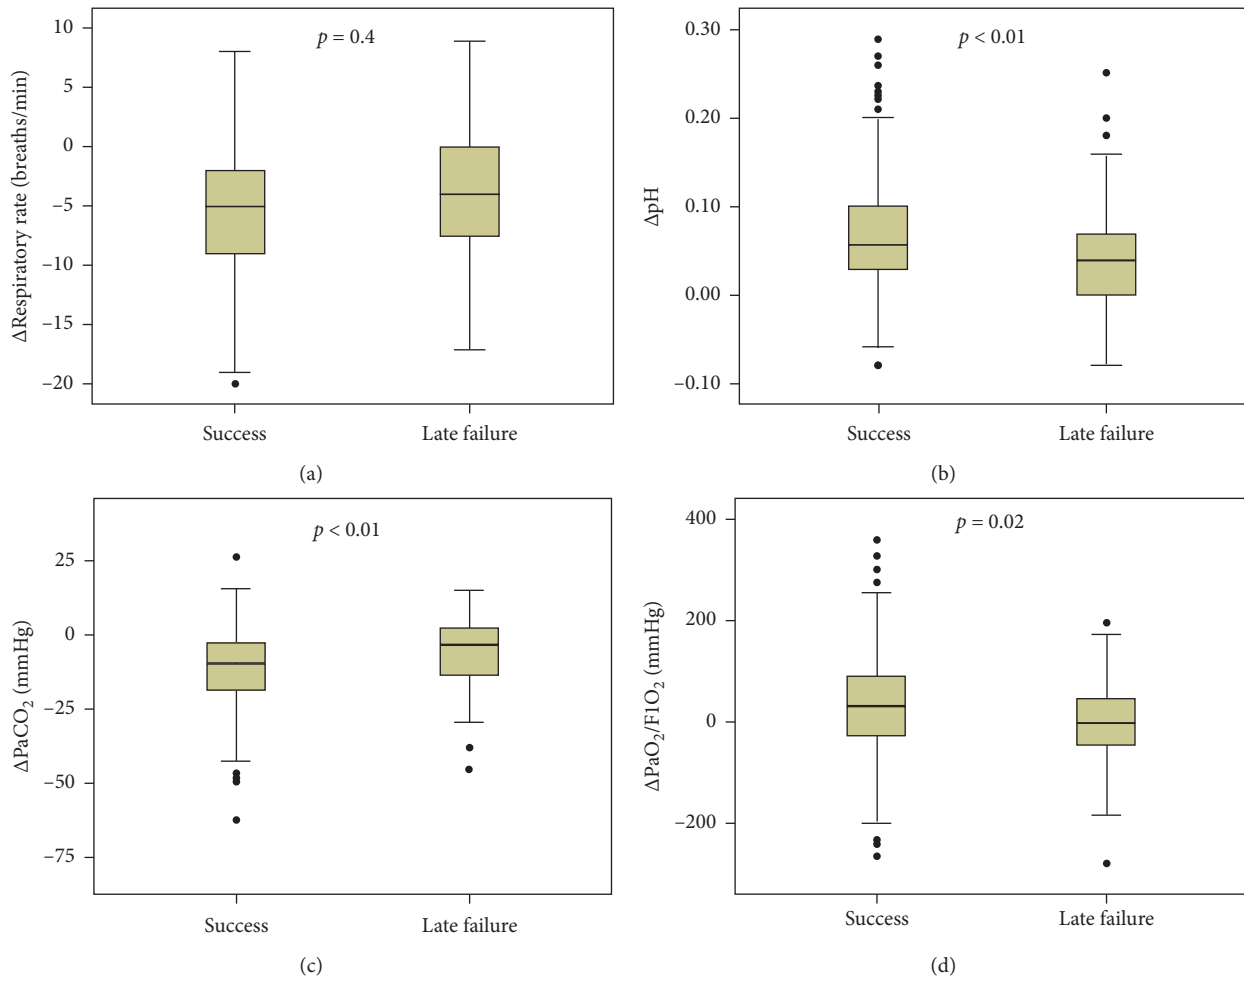 10
5
0
–5
–10
–15
–20
ΔRespiratory rate (breaths/min)
p = 0.4
Success
Late failure
(a)
0.30
0.20
0.10
0.00
–0.10
ΔpH
p < 0.01
Success
Late failure
(b)
25
0
–25
–50
–75
ΔPaCO₂ (mmHg)
p < 0.01
Success
Late failure
(c)
400
200
0
–200
ΔPaO₂/F1O₂ (mmHg)
p = 0.02
Success
Late failure
(d)